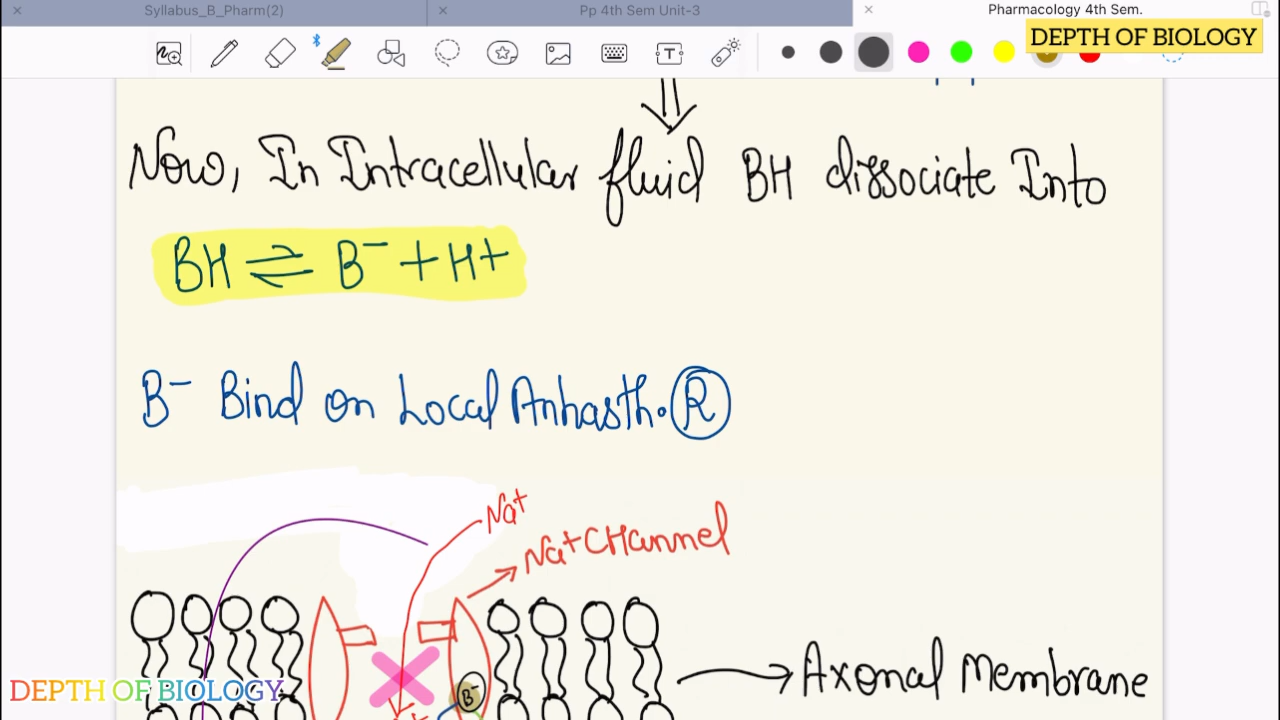 Syllabus_B_Pharm(2)
Pp 4th Sem Unit-3
Pharmacology 4th Sem.
DEPTH OF BIOLOGY
Now, In Intracellular fluid BH dissociate Into
BH ⇌ B⁻ + H+
B⁻ Bind on Local Anhasth. R
Na⁺
Na⁺ CHannel
B⁻
Axonal Membrane
DEPTH OF BIOLOGY